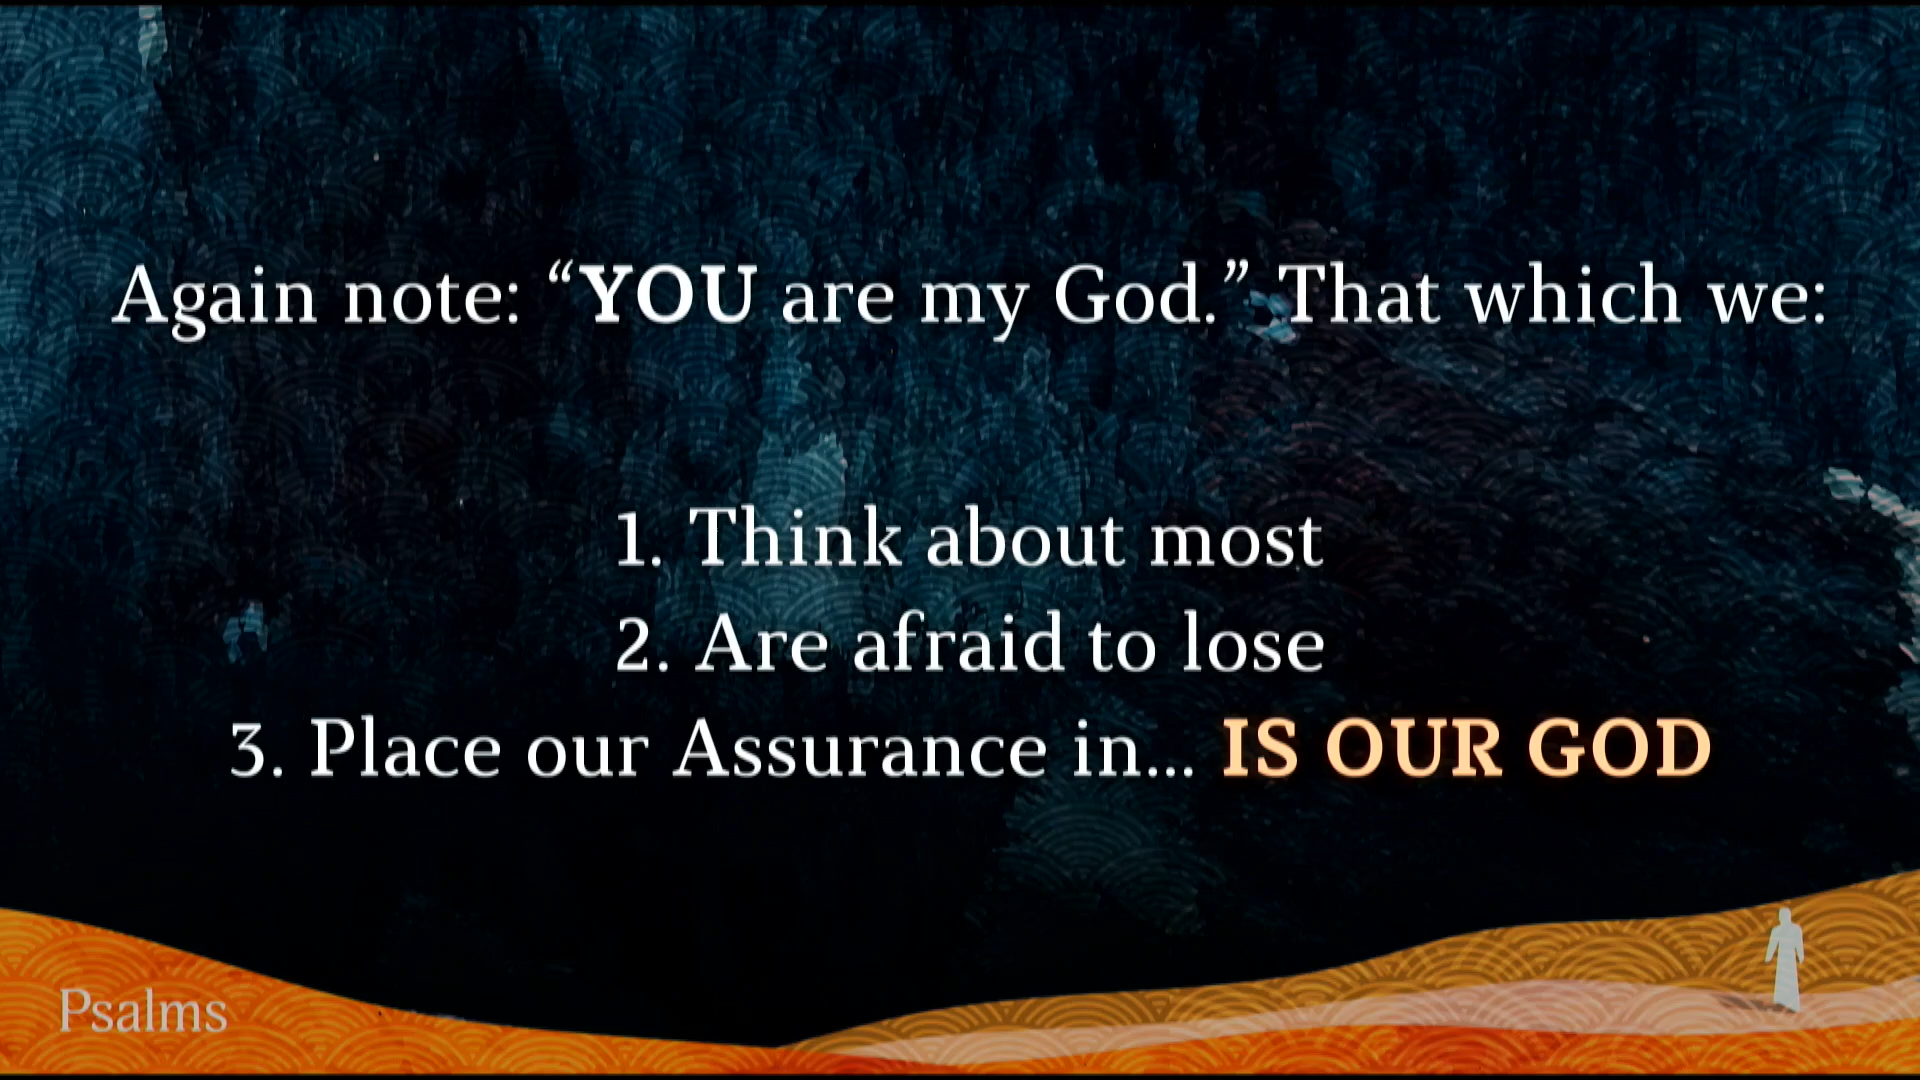 Again note: “YOU are my God.” That which we:
1. Think about most
2. Are afraid to lose
3. Place our Assurance in... IS OUR GOD
Psalms